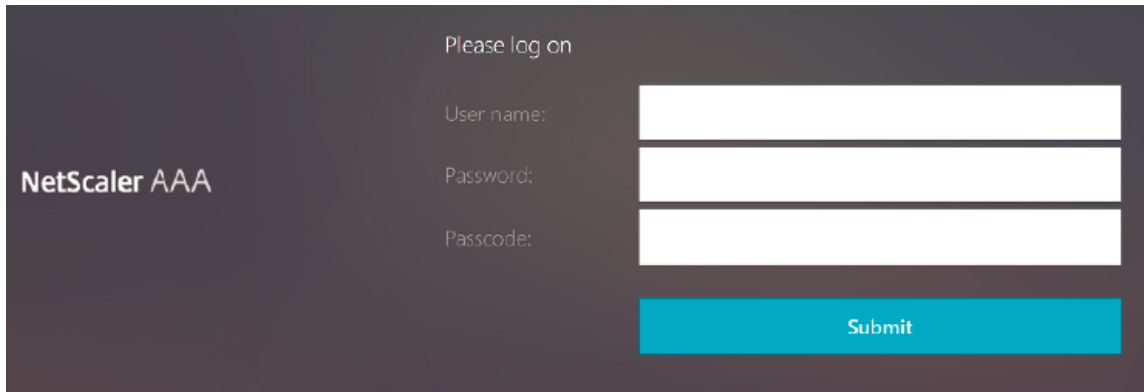 Please log on
User name:
NetScaler AAA
Password:
Passcode:
Submit